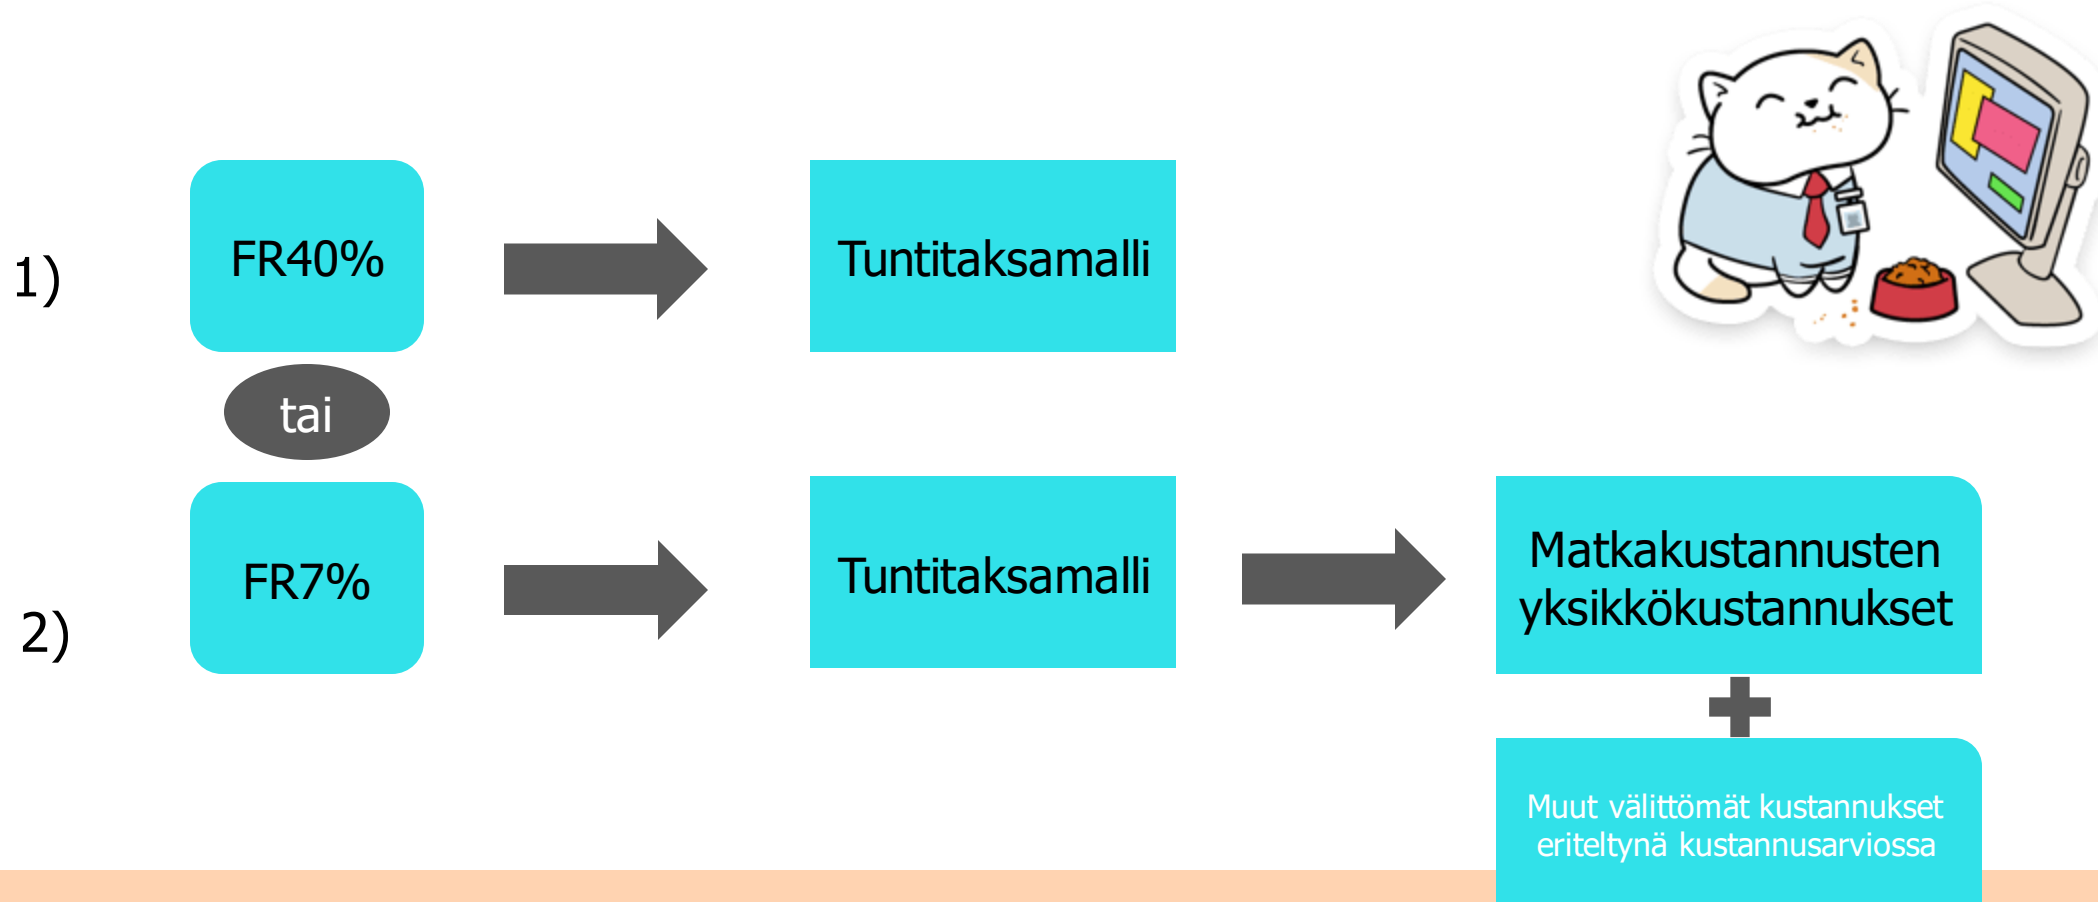 1)
FR40%
Tuntitaksamalli
tai
2)
FR7%
Tuntitaksamalli
Matkakustannusten
yksikkökustannukset
Muut välittömät kustannukset
eriteltynä kustannusarviossa